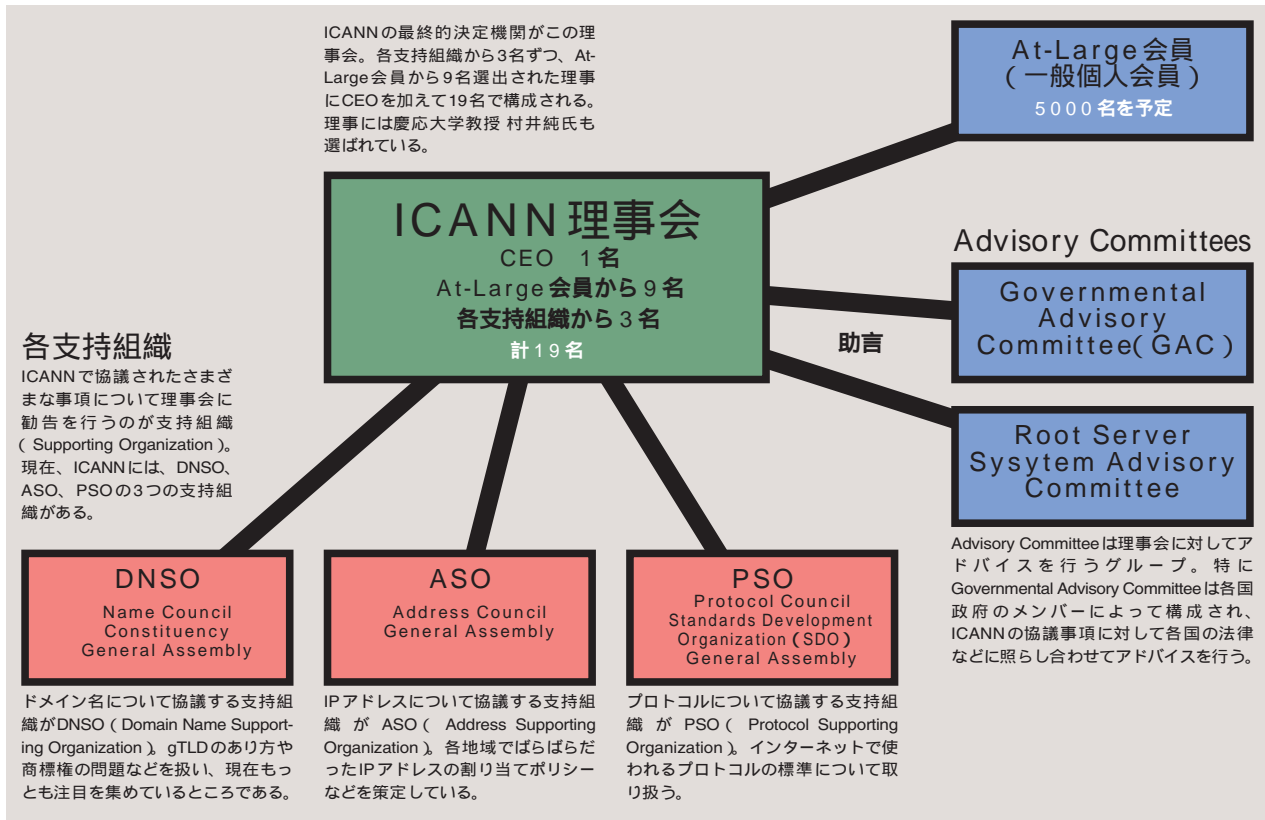 ICANNの最終的決定機関がこの理
事会。各支持組織から3名ずつ、At-
Large会員から9名選出された理事
にCEOを加えて19名で構成される。
理事には慶応大学教授 村井純氏も
選ばれている。
At-Large会員
(一般個人会員)
5000名を予定
ICANN理事会
CEO 1名
At-Large会員から9名
各支持組織から3名
計19名
助言
Advisory Committees
Governmental
Advisory
Committee(GAC)
Root Server
Sysytem Advisory
Committee
Advisory Committeeは理事会に対してア
ドバイスを行うグループ。特に
Governmental Advisory Committeeは各国
政府のメンバーによって構成され、
ICANNの協議事項に対して各国の法律
などに照らし合わせてアドバイスを行う。
各支持組織
ICANNで協議されたさまざ
まな事項について理事会に
勧告を行うのが支持組織
(Supporting Organization)。
現在、ICANNには、DNSO、
ASO、PSOの3つの支持組
織がある。
DNSO
Name Council
Constituency
General Assembly
ドメイン名について協議する支持組
織がDNSO(Domain Name Support-
ing Organization)。gTLDのあり方や
商標権の問題などを扱い、現在もっ
とも注目を集めているところである。
ASO
Address Council
General Assembly
IPアドレスについて協議する支持組
織がASO(Address Supporting
Organization)。各地域でばらばらだ
ったIPアドレスの割り当てポリシー
などを策定している。
PSO
Protocol Council
Standards Development
Organization(SDO)
General Assembly
プロトコルについて協議する支持組
織がPSO(Protocol Supporting
Organization)。インターネットで使
われるプロトコルの標準について取
り扱う。